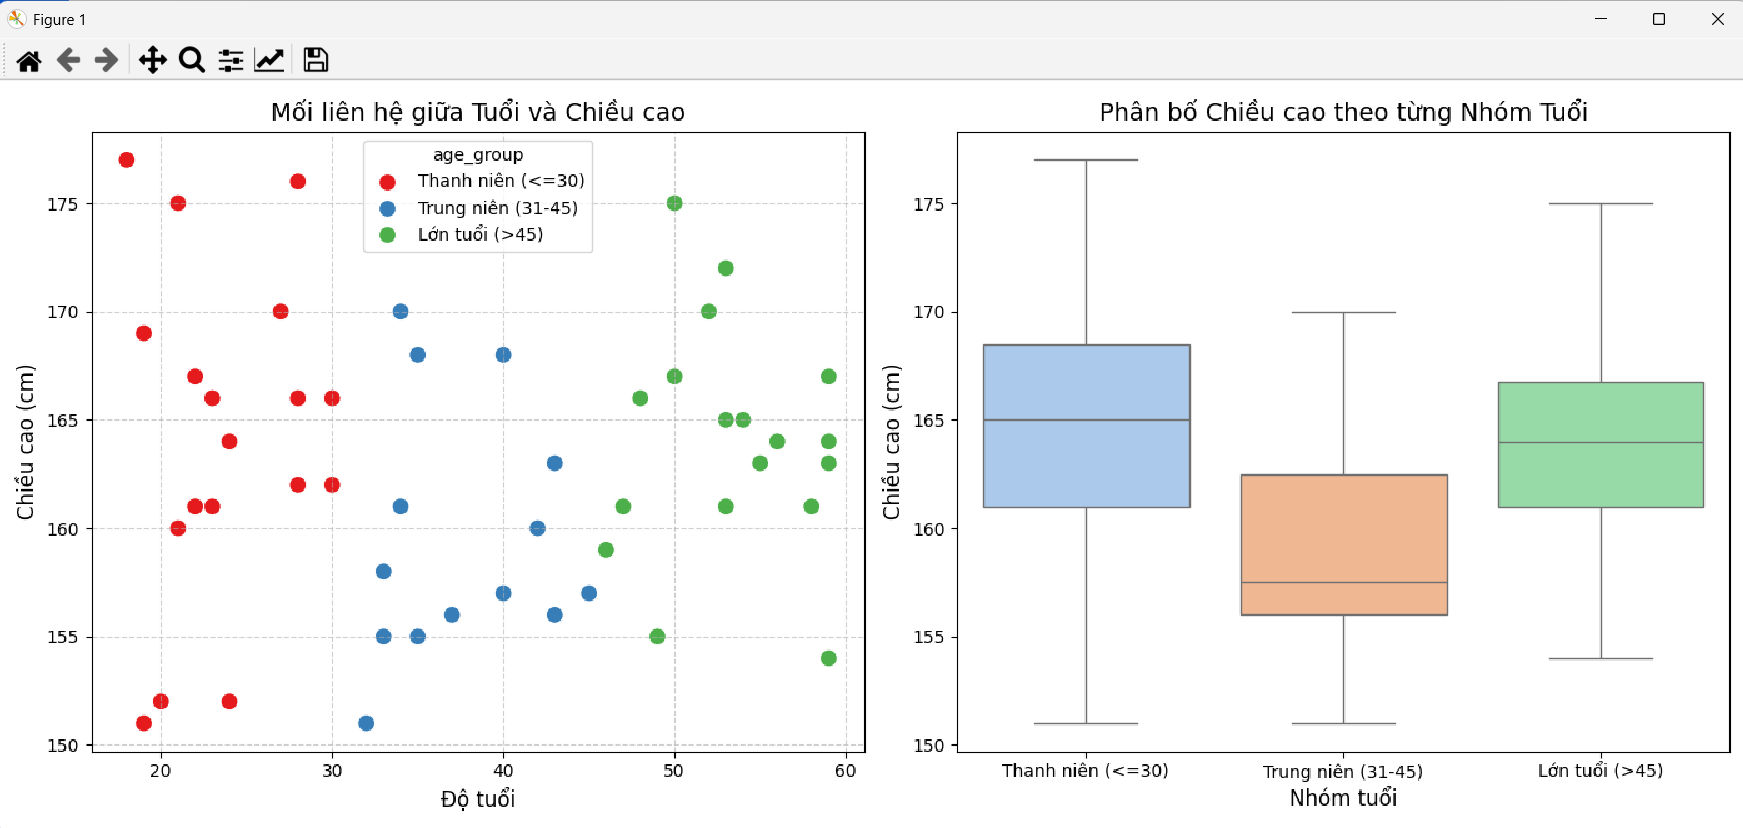 Figure 1
Mối liên hệ giữa Tuổi và Chiều cao
age_group
Thanh niên (<=30)
Trung niên (31-45)
Lớn tuổi (>45)
Chiều cao (cm)
175
170
165
160
155
150
20 30 40 50 60
Độ tuổi
Phân bố Chiều cao theo từng Nhóm Tuổi
Chiều cao (cm)
175
170
165
160
155
150
Thanh niên (<=30) Trung niên (31-45) Lớn tuổi (>45)
Nhóm tuổi